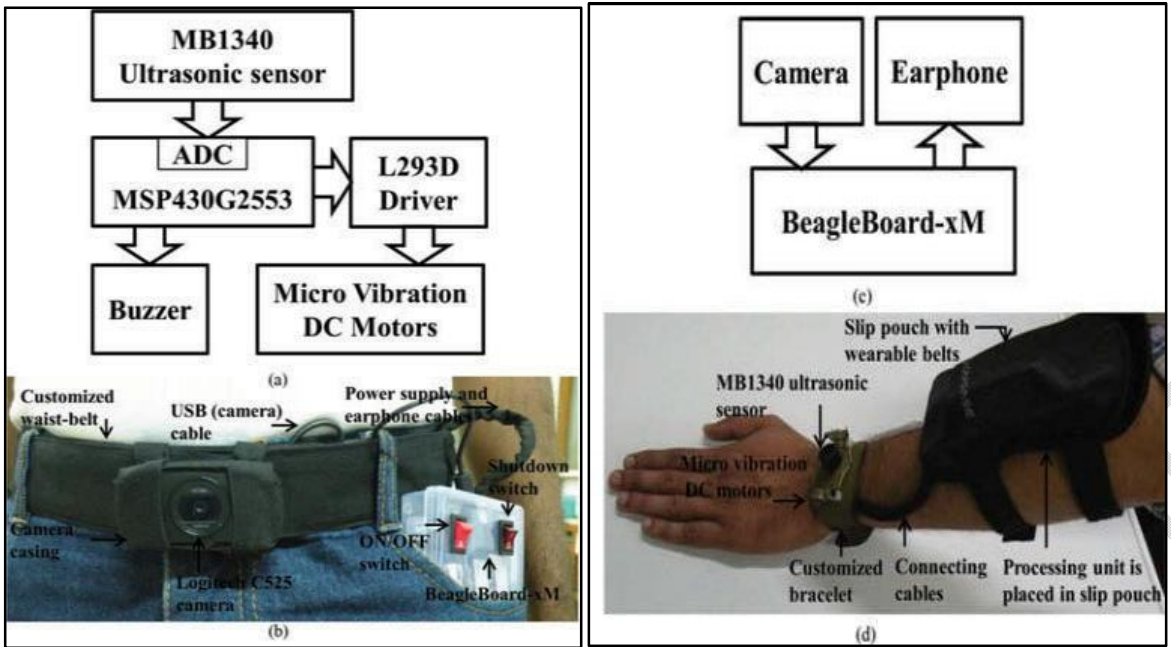 MB1340
Ultrasonic sensor
ADC
MSP430G2553
L293D
Driver
Buzzer
Micro Vibration
DC Motors
(a)
Customized
waist-belt
USB (camera)
cable
Power supply and
earphone cables
Shutdown
switch
Camera
casing
ON/OFF
switch
Logitech C525
camera
BeagleBoard-xM
(b)
Camera
Earphone
BeagleBoard-xM
(c)
Slip pouch with
wearable belts
MB1340 ultrasonic
sensor
Micro vibration
DC motors
Customized
bracelet
Connecting
cables
Processing unit is
placed in slip pouch
(d)